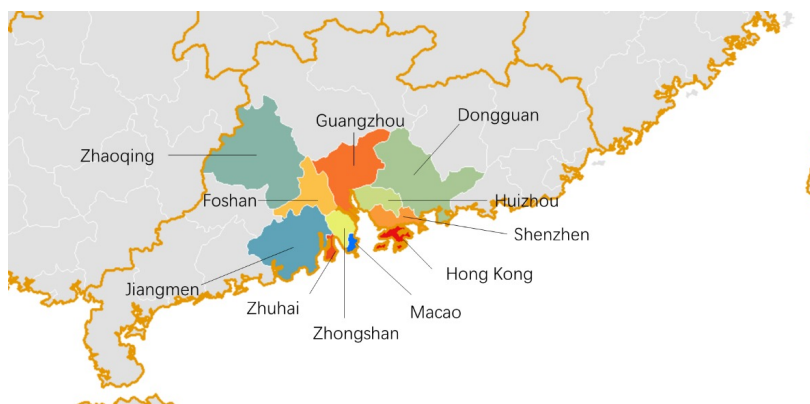 Guangzhou
Dongguan
Zhaoqing
Foshan
Huizhou
Shenzhen
Hong Kong
Jiangmen
Zhuhai
Macao
Zhongshan